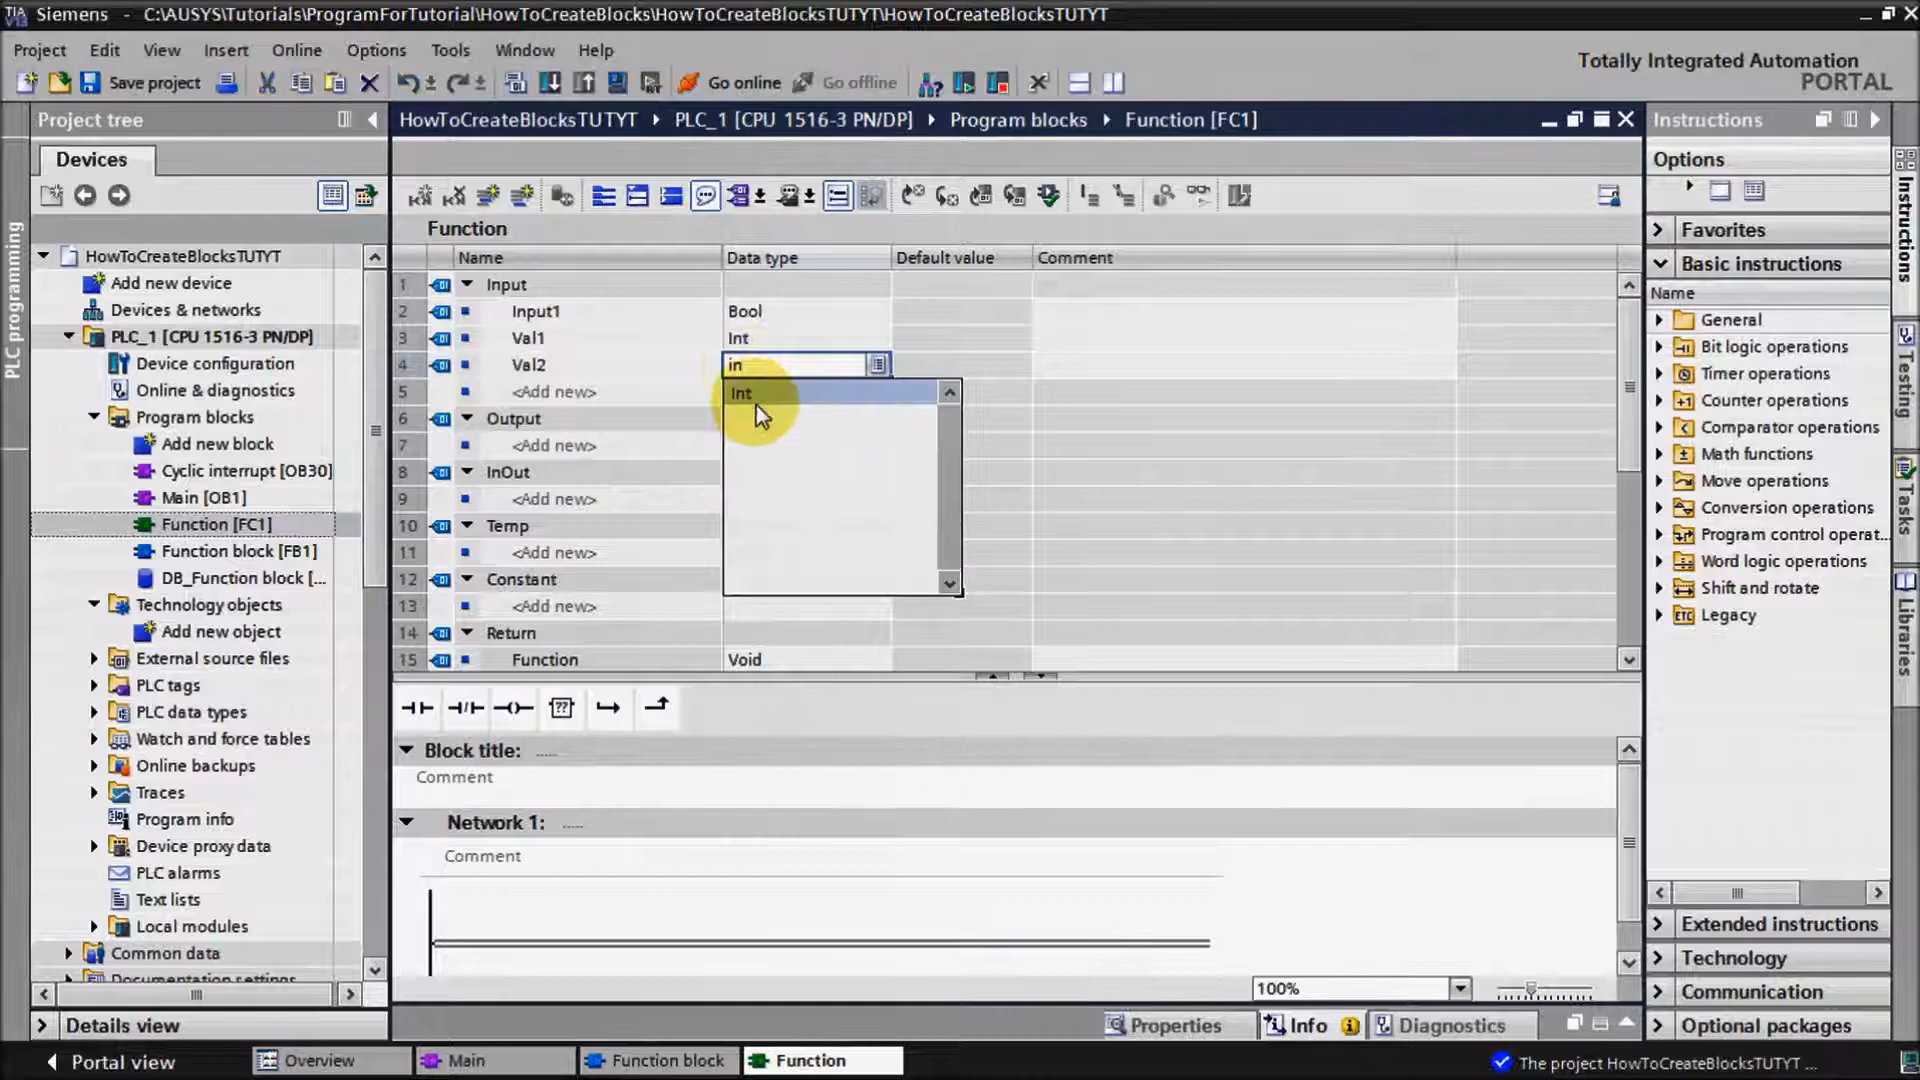 Siemens - C:\AUSYS\Tutorials\ProgramForTutorial\HowToCreateBlocks\HowToCreateBlocksTUTYT\HowToCreateBlocksTUTYT
Project Edit View Insert Online Options Tools Window Help
Totally Integrated Automation
PORTAL
Save project Go online Go offline
Project tree
HowToCreateBlocksTUTYT PLC_1 [CPU 1516-3 PN/DP] Program blocks Function [FC1]
Instructions
Devices
Options
PLC programming
HowToCreateBlocksTUTYT
Add new device
Devices & networks
PLC_1 [CPU 1516-3 PN/DP]
Device configuration
Online & diagnostics
Program blocks
Add new block
Cyclic interrupt [OB30]
Main [OB1]
Function [FC1]
Function block [FB1]
DB_Function block [...
Technology objects
Add new object
External source files
PLC tags
PLC data types
Watch and force tables
Online backups
Traces
Program info
Device proxy data
PLC alarms
Text lists
Local modules
Common data
Documentation settings
Details view
Function
Name Data type Default value Comment
1 Input
2 Input1 Bool
3 Val1 Int
4 Val2 in
Int
5 <Add new>
6 Output
7 <Add new>
8 InOut
9 <Add new>
10 Temp
11 <Add new>
12 Constant
13 <Add new>
14 Return
15 Function Void
Block title: .....
Comment
Network 1: .....
Comment
100%
Properties Info Diagnostics
Favorites
Basic instructions
Name
General
Bit logic operations
Timer operations
Counter operations
Comparator operations
Math functions
Move operations
Conversion operations
Program control operat...
Word logic operations
Shift and rotate
Legacy
Extended instructions
Technology
Communication
Optional packages
Instructions
Testing
Tasks
Libraries
Portal view Overview Main Function block Function
The project HowToCreateBlocksTUTYT ...